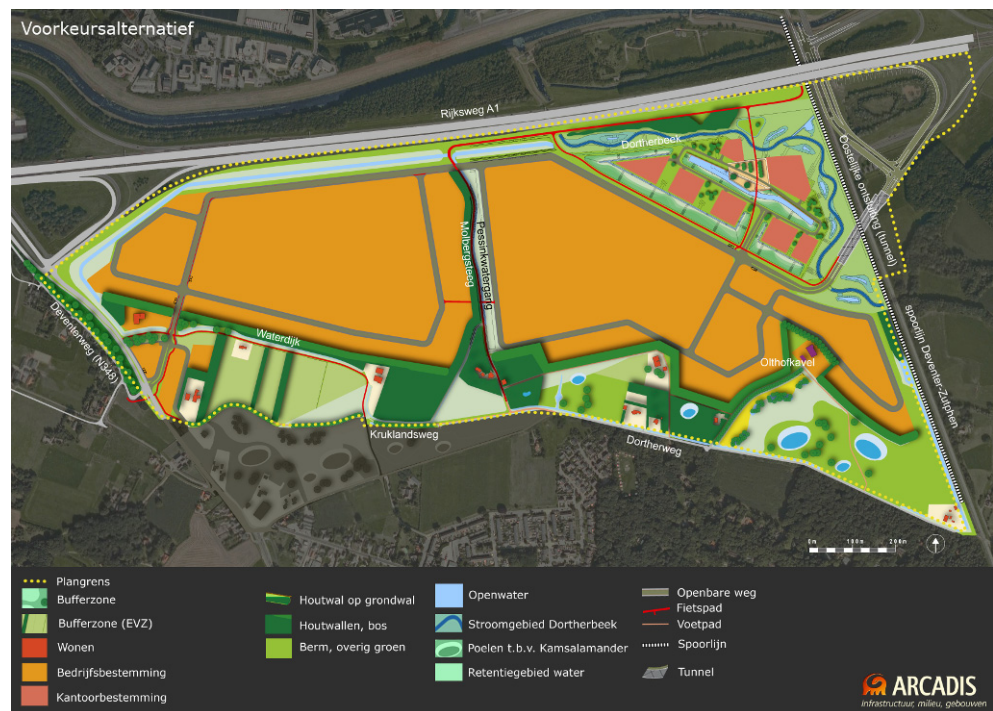 Voorkeursalternatief
Rijksweg A1
Dortherbeek
Oostelijke ontsluiting (tunnel)
Molbergsteeg
Pessinkwatergang
Deventerweg (N348)
Waterdijk
Olthofkavel
spoorlijn Deventer-Zutphen
Kruklandsweg
Dortherweg
0m 100m 200m
Plangrens
Bufferzone
Bufferzone (EVZ)
Wonen
Bedrijfsbestemming
Kantoorbestemming
Houtwal op grondwal
Houtwallen, bos
Berm, overig groen
Openwater
Stroomgebied Dortherbeek
Poelen t.b.v. Kamsalamander
Retentiegebied water
Openbare weg
Fietspad
Voetpad
Spoorlijn
Tunnel
ARCADIS
infrastructuur, milieu, gebouwen